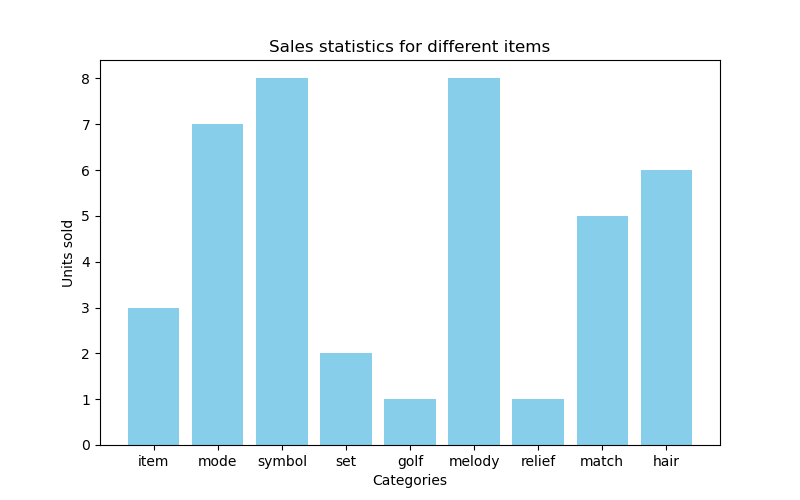 Sales statistics for different items
8
7
6
5
4
3
2
1
0
Units sold
item mode symbol set golf melody relief match hair
Categories